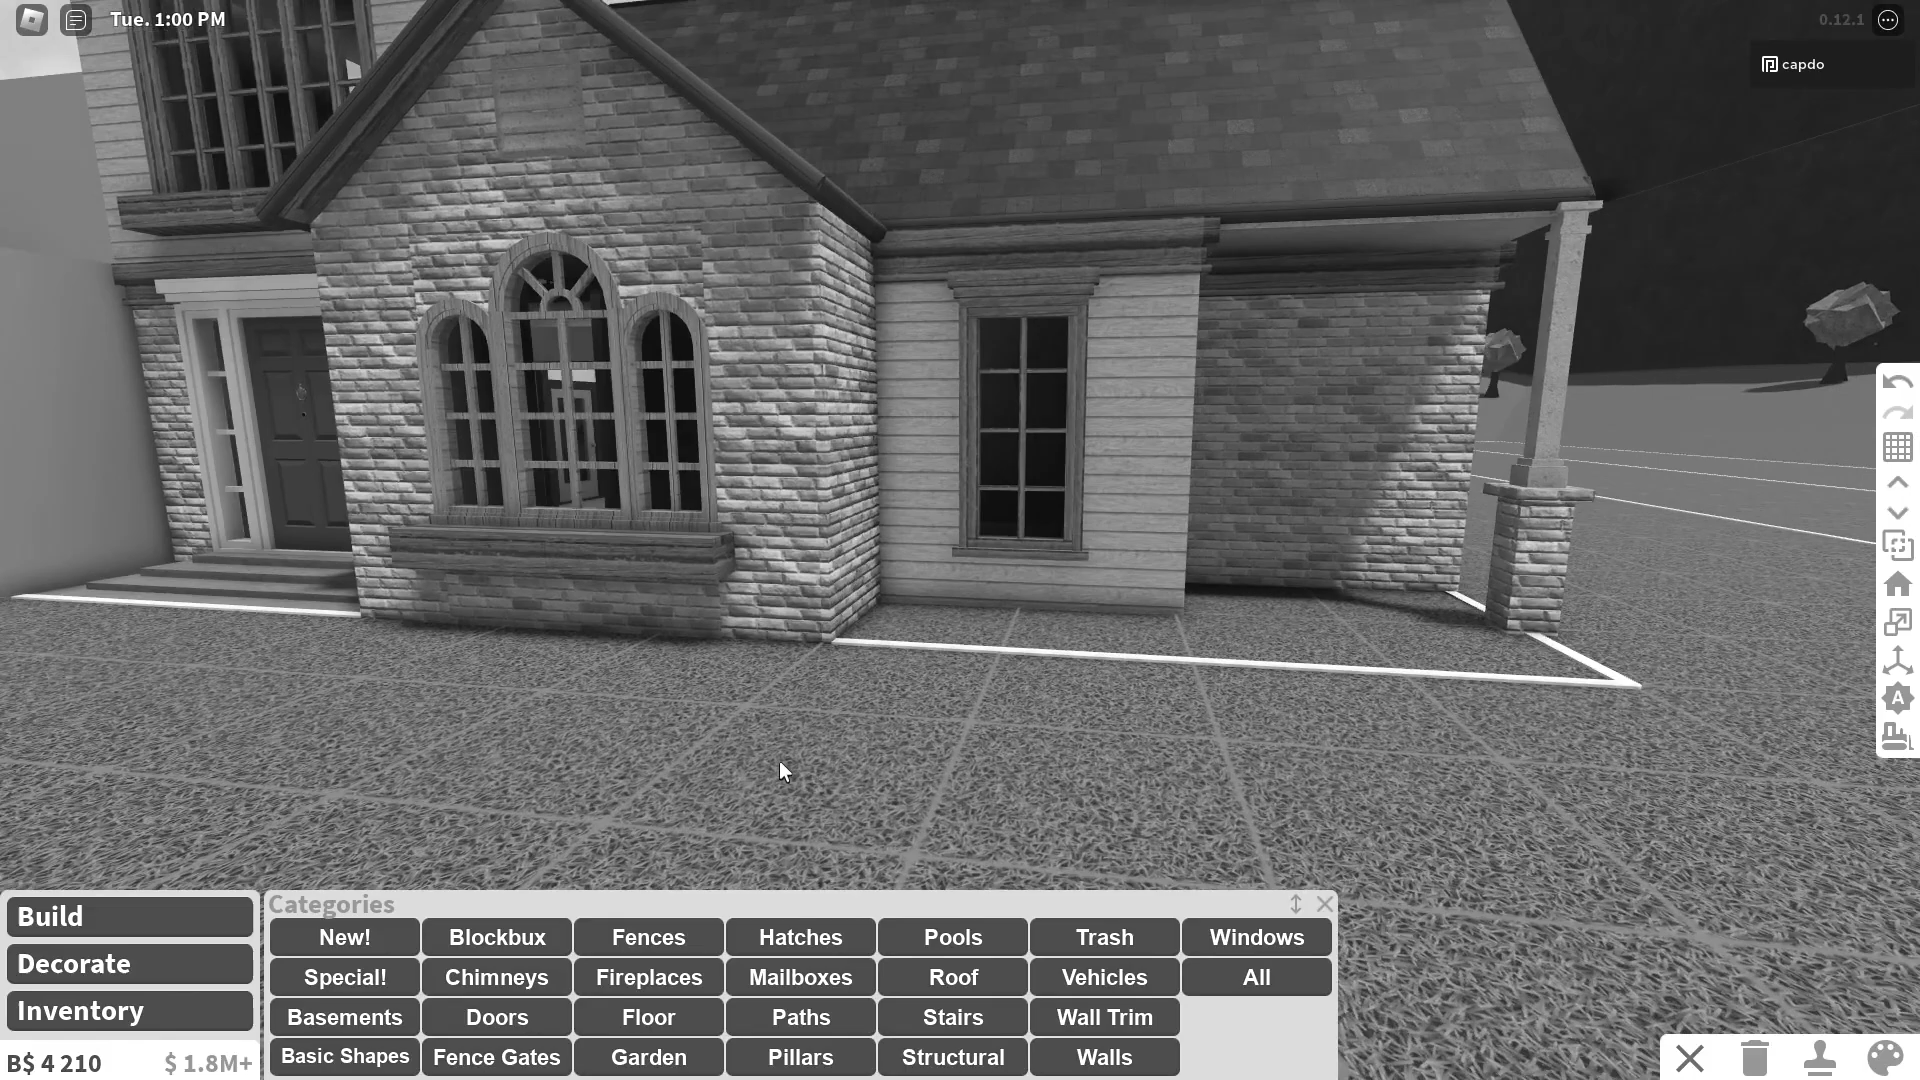 Tue. 1:00 PM
0.12.1
capdo
Build
Decorate
Inventory
B$ 4 210
$ 1.8M+
Categories
New! Blockbux Fences Hatches Pools Trash Windows
Special! Chimneys Fireplaces Mailboxes Roof Vehicles All
Basements Doors Floor Paths Stairs Wall Trim
Basic Shapes Fence Gates Garden Pillars Structural Walls
A